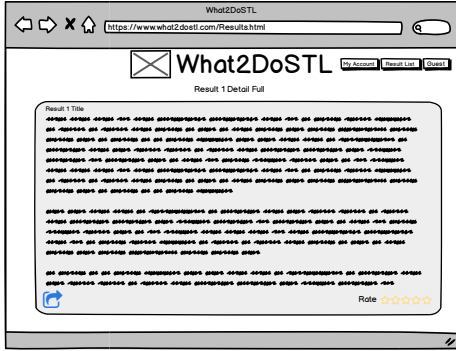 What2DoSTL
https://www.what2dostl.com/Results.html
What2DoSTL
My Account
Result List
Guest
Result 1 Detail Full
Result 1 Title
Rate